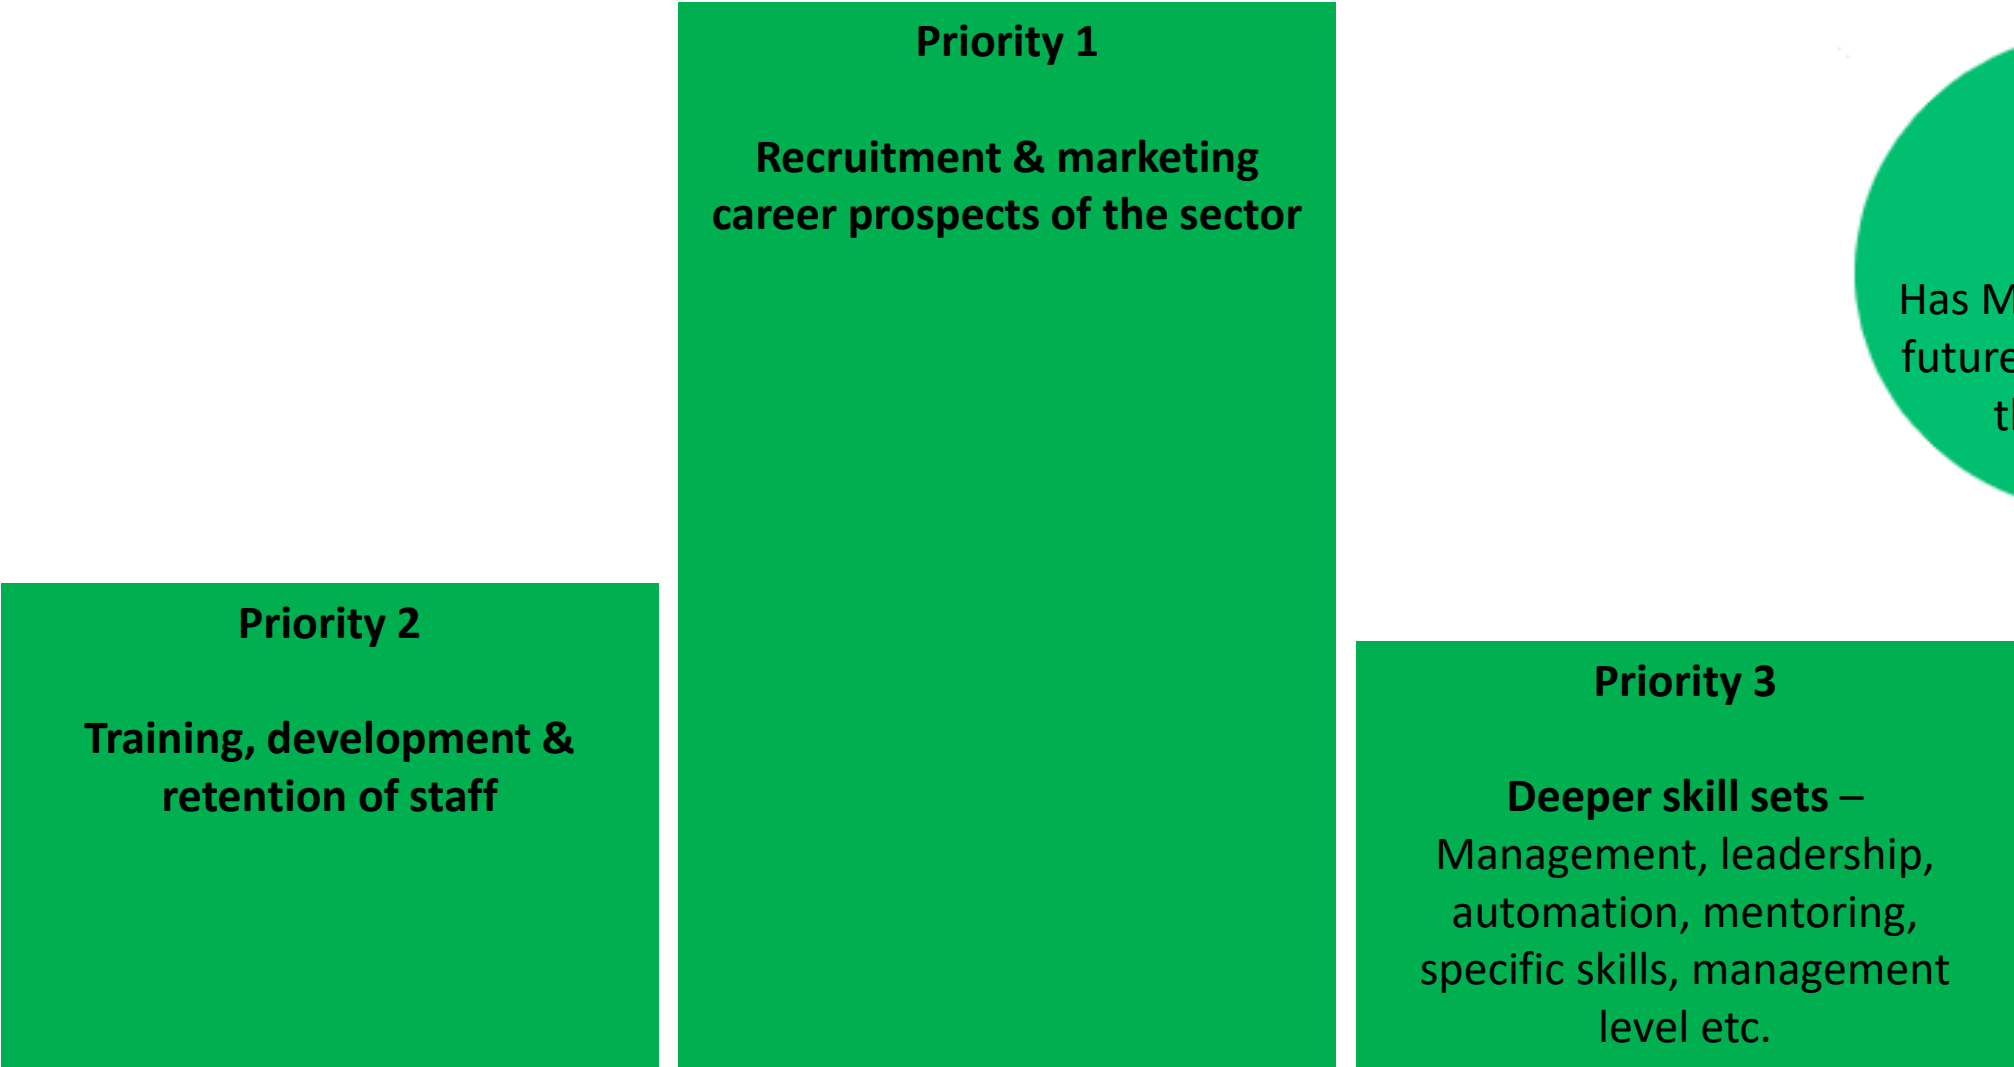 Priority 1
Recruitment & marketing
career prospects of the sector
Priority 2
Training, development &
retention of staff
Priority 3
Deeper skill sets –
Management, leadership,
automation, mentoring,
specific skills, management
level etc.
Has